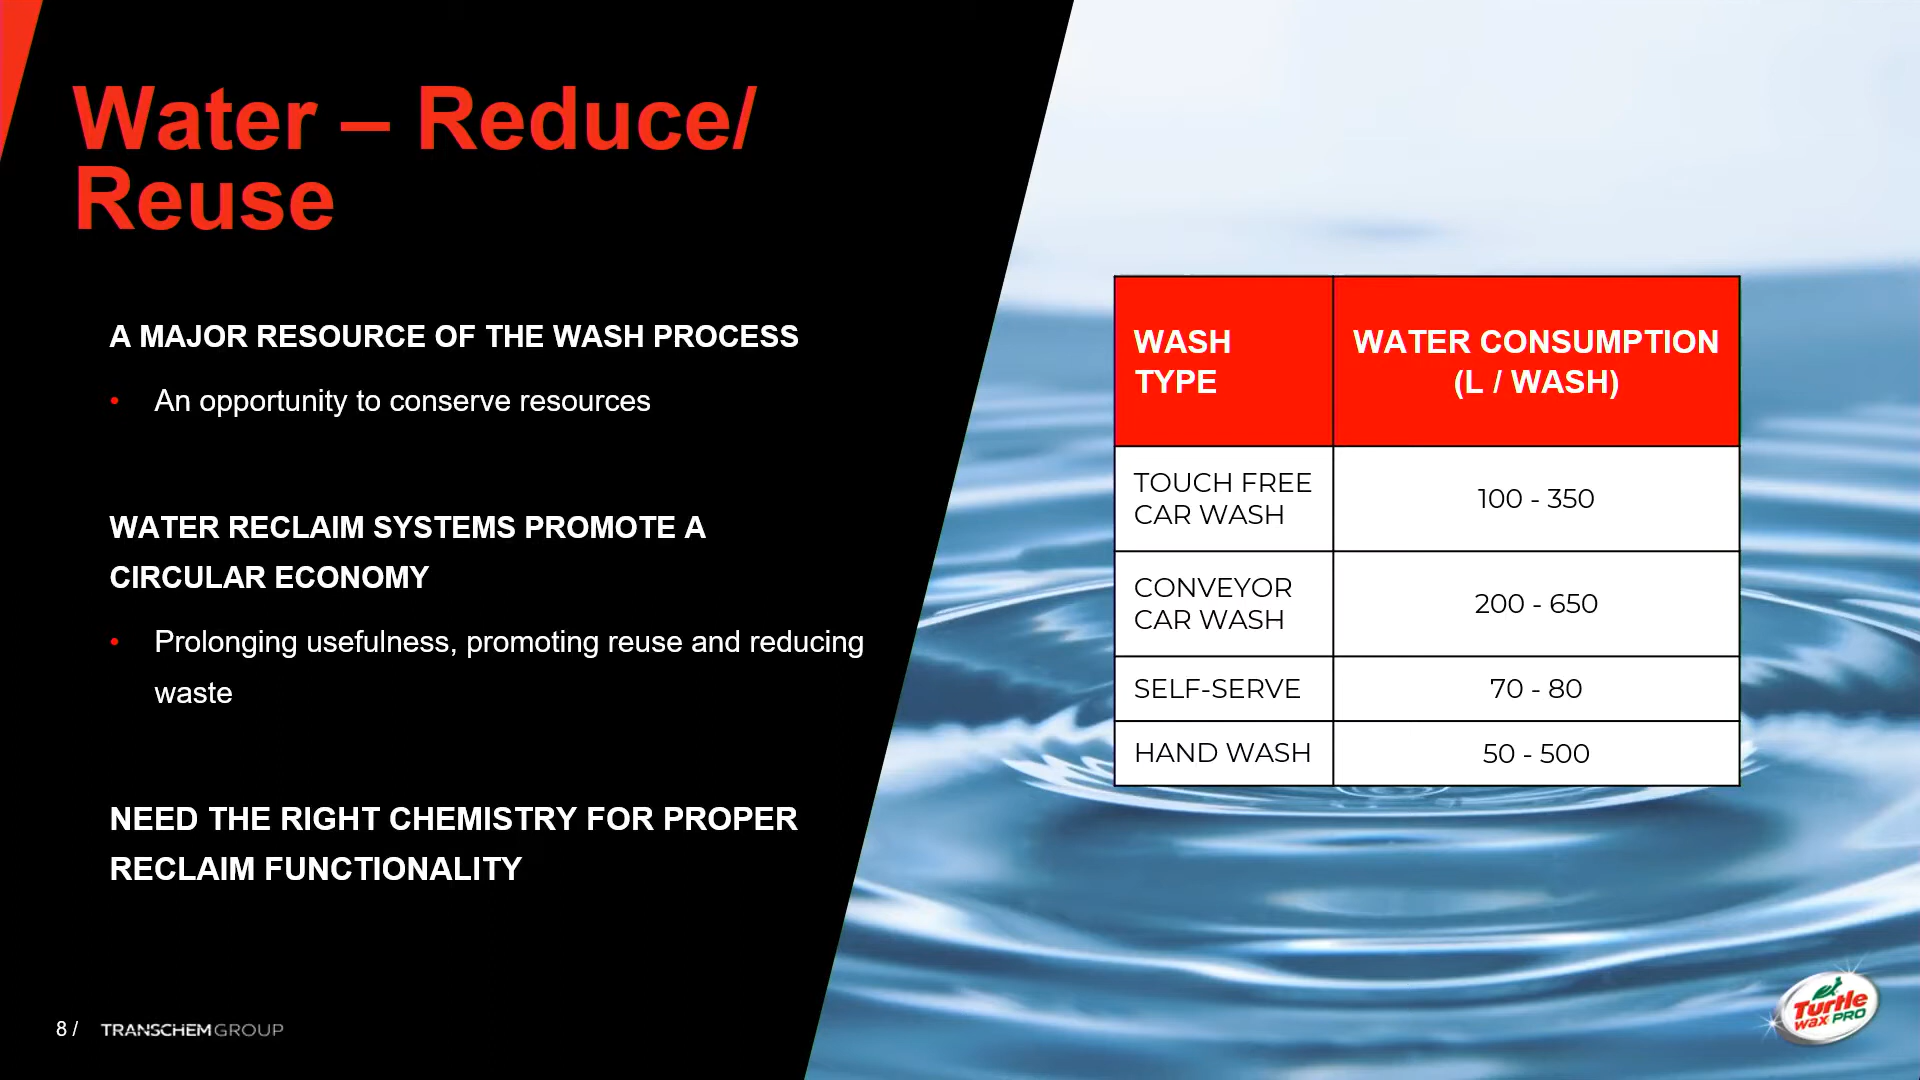 Water – Reduce/
Reuse
A MAJOR RESOURCE OF THE WASH PROCESS
• An opportunity to conserve resources
WATER RECLAIM SYSTEMS PROMOTE A
CIRCULAR ECONOMY
• Prolonging usefulness, promoting reuse and reducing
waste
NEED THE RIGHT CHEMISTRY FOR PROPER
RECLAIM FUNCTIONALITY
WASH
TYPE
WATER CONSUMPTION
(L / WASH)
TOUCH FREE
CAR WASH
100 - 350
CONVEYOR
CAR WASH
200 - 650
SELF-SERVE
70 - 80
HAND WASH
50 - 500
8 /
TRANSCHEMGROUP
Turtle
WAX PRO